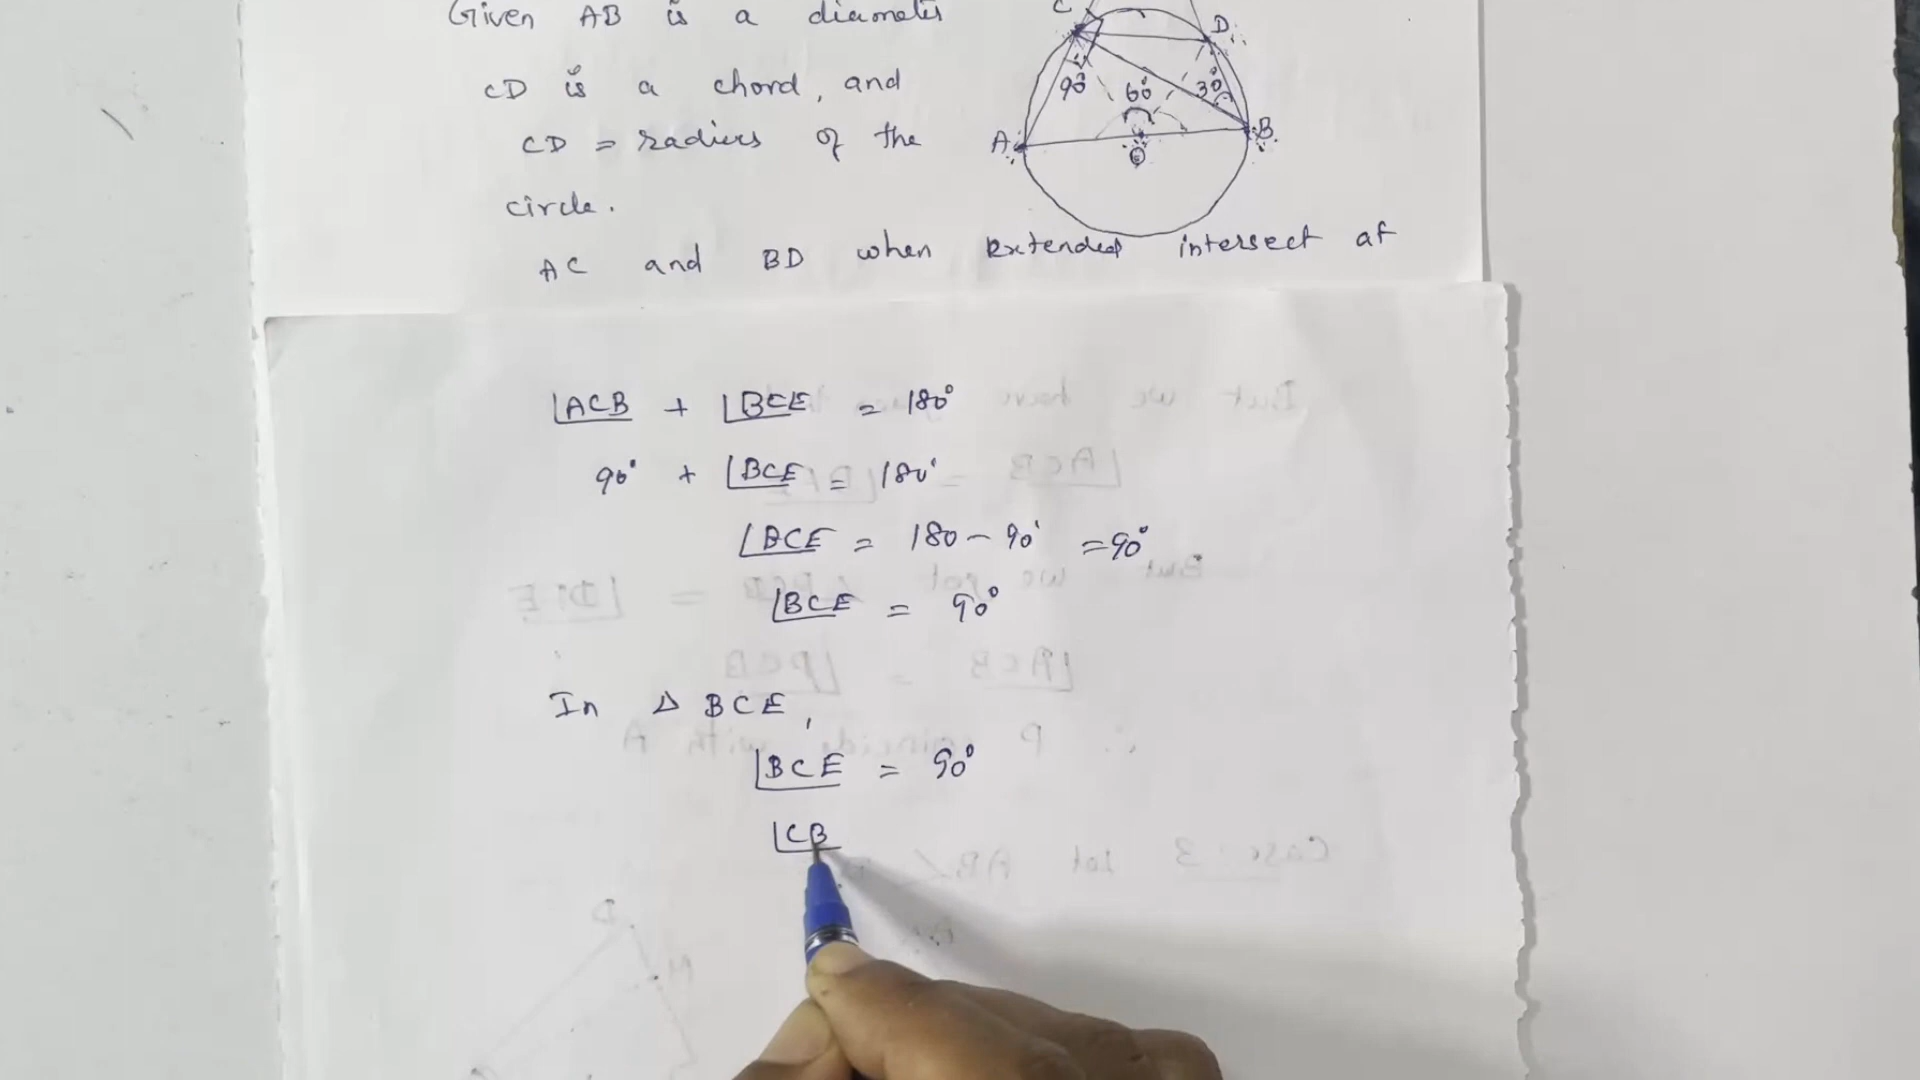 Given AB is a diameter
CD is a chord, and
CD = radius of the
circle.
AC and BD when extended intersect at
C
D
90°
60°
30°
A
B
O
∠ACB + ∠BCE = 180°
90° + ∠BCE = 180°
∠BCE = 180 - 90° = 90°
∠BCE = 90°
In △ BCE,
∠BCE = 90°
∠CB